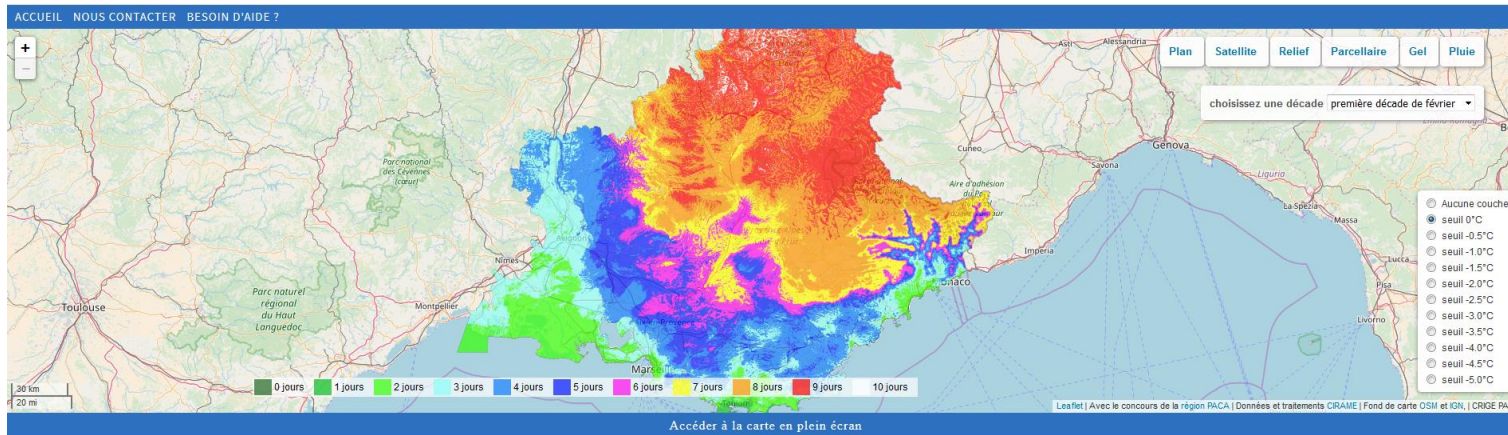 ACCUEIL NOUS CONTACTER BESOIN D'AIDE ?
+
−
Plan Satellite Relief Parcellaire Gel Pluie
choisissez une décade première décade de février
Asti
Alessandria
Cuneo
Genova
Savona
Liguria
La Spezia
Massa
Lucca
Pisa
Livorno
Imperia
Parc national
des Cévennes
(cœur)
Aire d'adhésion
Nîmes
Montpellier
Toulouse
Parc naturel
régional
du Haut
Languedoc
Aucune couche
seuil 0°C
seuil -0.5°C
seuil -1.0°C
seuil -1.5°C
seuil -2.0°C
seuil -2.5°C
seuil -3.0°C
seuil -3.5°C
seuil -4.0°C
seuil -4.5°C
seuil -5.0°C
30 km
20 mi
0 jours 1 jours 2 jours 3 jours 4 jours 5 jours 6 jours 7 jours 8 jours 9 jours 10 jours
Leaflet | Avec le concours de la région PACA | Données et traitements CIRAME | Fond de carte OSM et IGN, | CRIGE PA
Accéder à la carte en plein écran